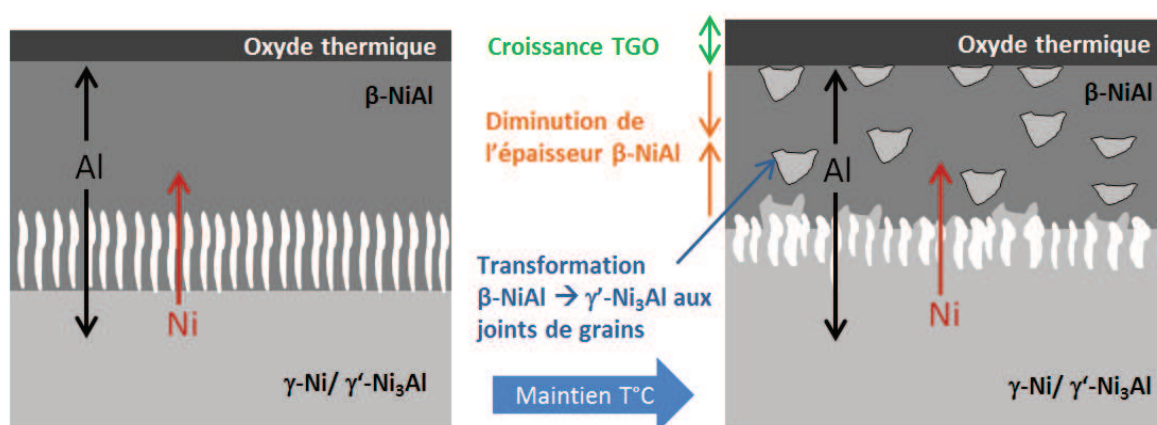 Oxyde thermique
β-NiAl
Al
Ni
γ-Ni/ γ‘-Ni₃Al
Croissance TGO
Diminution de
l’épaisseur β-NiAl
Transformation
β-NiAl → γ’-Ni₃Al aux
joints de grains
Maintien T°C
Oxyde thermique
β-NiAl
Al
Ni
γ-Ni/ γ‘-Ni₃Al